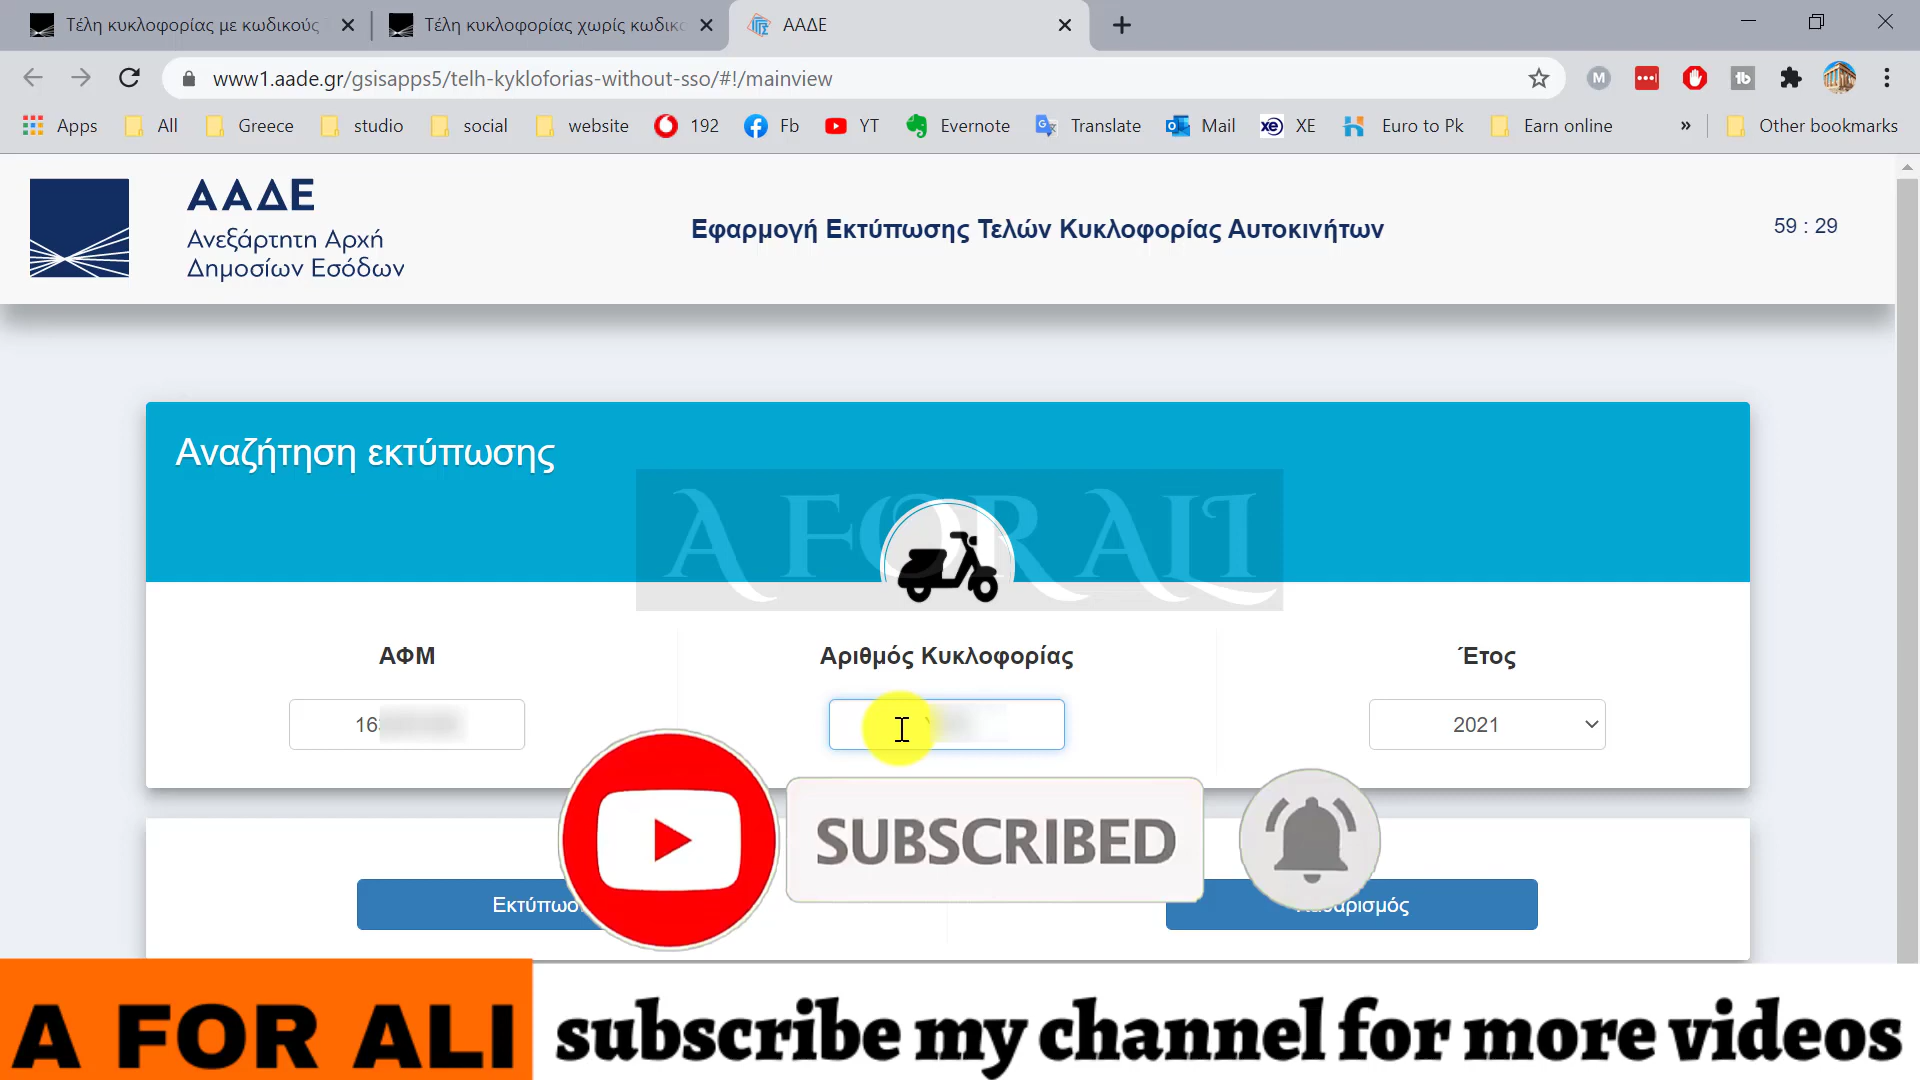 Τέλη κυκλοφορίας με κωδικούς
Τέλη κυκλοφορίας χωρίς κωδικο
ΑΑΔΕ
www1.aade.gr/gsisapps5/telh-kykloforias-without-sso/#!/mainview
Apps
All
Greece
studio
social
website
192
Fb
YT
Evernote
Translate
Mail
XE
Euro to Pk
Earn online
»
Other bookmarks
ΑΑΔΕ
Ανεξάρτητη Αρχή
Δημοσίων Εσόδων
Εφαρμογή Εκτύπωσης Τελών Κυκλοφορίας Αυτοκινήτων
59 : 29
Αναζήτηση εκτύπωσης
A FOR ALI
ΑΦΜ
Αριθμός Κυκλοφορίας
Έτος
16
2021
SUBSCRIBED
A FOR ALI
subscribe my channel for more videos